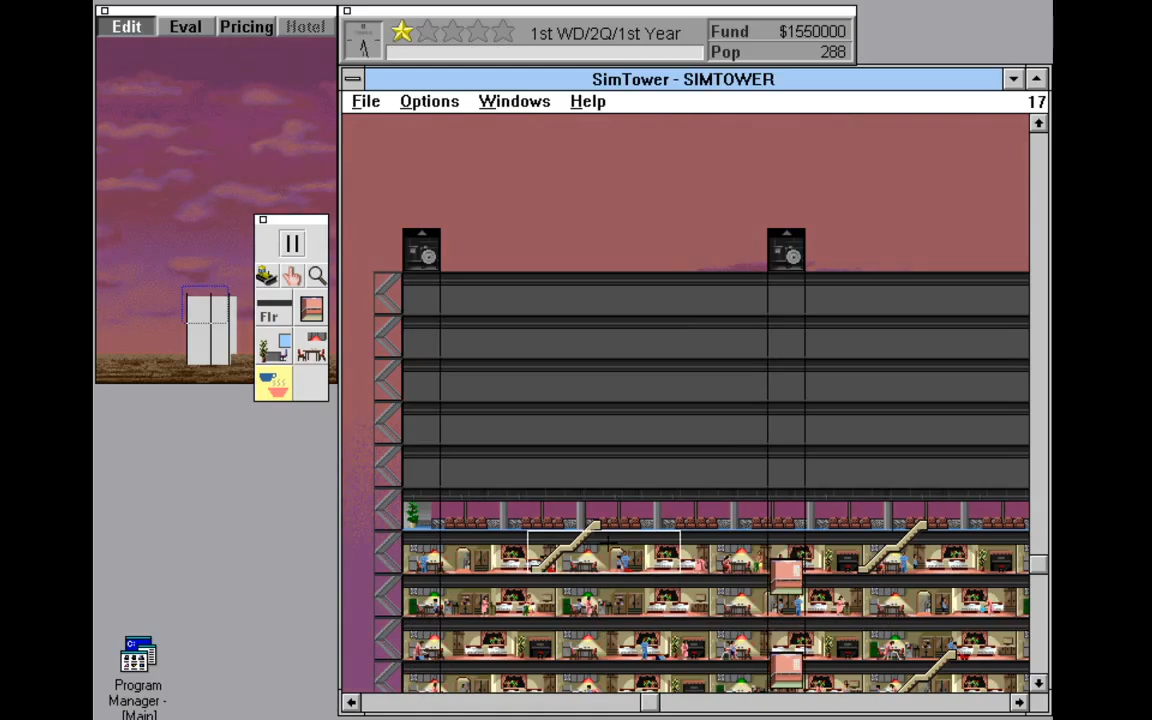 Edit Eval Pricing Hotel
1st WD/2Q/1st Year
Fund $1550000
Pop 288
SimTower - SIMTOWER
File Options Windows Help 17
Flr
Program
Manager -
[Main]